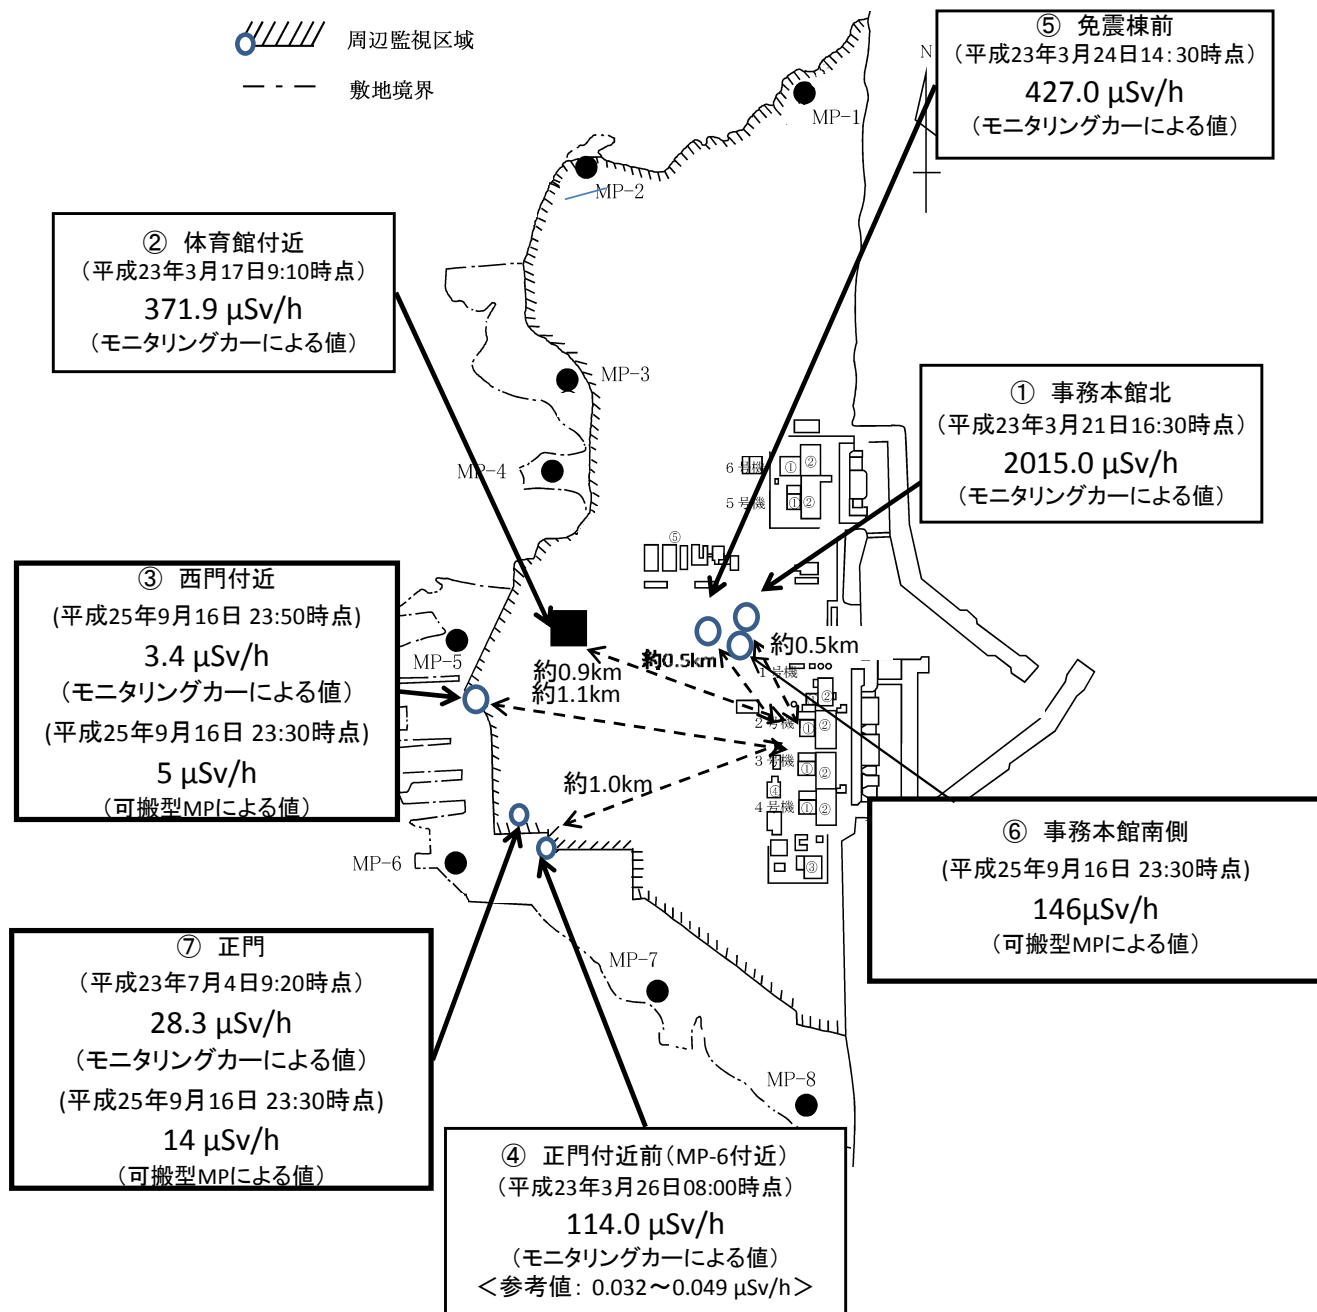 周辺監視区域
敷地境界
⑤ 免震棟前
（平成23年3月24日14：30時点）
427.0 μSv/h
（モニタリングカーによる値）
N
MP-1
MP-2
② 体育館付近
（平成23年3月17日9:10時点）
371.9 μSv/h
（モニタリングカーによる値）
MP-3
① 事務本館北
（平成23年3月21日16:30時点）
2015.0 μSv/h
（モニタリングカーによる値）
MP-4
6号機
①
②
5号機
①
②
⑤
③ 西門付近
(平成25年9月16日 23:50時点)
3.4 μSv/h
（モニタリングカーによる値）
(平成25年9月16日 23:30時点)
5 μSv/h
（可搬型MPによる値）
MP-5
約0.9km
約1.1km
約0.5km
約0.5km
1号機
②
2号機
①
②
3号機
①
②
約1.0km
④
4号機
①
②
③
MP-6
⑥ 事務本館南側
(平成25年9月16日 23:30時点)
146μSv/h
（可搬型MPによる値）
⑦ 正門
（平成23年7月4日9:20時点）
28.3 μSv/h
（モニタリングカーによる値）
(平成25年9月16日 23:30時点)
14 μSv/h
（可搬型MPによる値）
MP-7
MP-8
④ 正門付近前（MP-6付近）
（平成23年3月26日08:00時点）
114.0 μSv/h
（モニタリングカーによる値）
＜参考値： 0.032～0.049 μSv/h＞